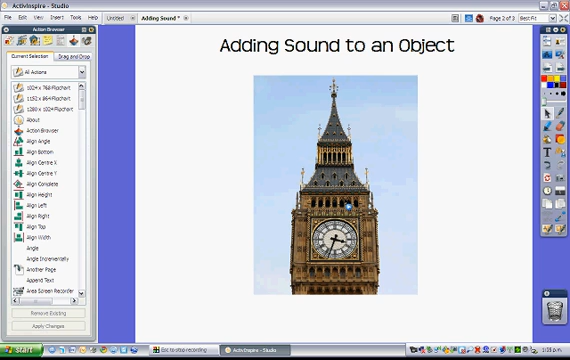 ActivInspire - Studio
File Edit View Insert Tools Help
Untitled
Adding Sound *
Page 2 of 3
Best Fit
Action Browser
Current Selection
Drag and Drop
All Actions
1024 x 768 Flipchart
1152 x 864 Flipchart
1280 x 1024 Flipchart
About
Action Browser
Align Angle
Align Bottom
Align Centre X
Align Centre Y
Align Complete
Align Height
Align Left
Align Right
Align Top
Align Width
Angle
Angle Incrementally
Another Page
Append Text
Area Screen Recorder
Remove Existing
Apply Changes
Adding Sound to an Object
Start
Esc to stop recording
ActivInspire - Studio